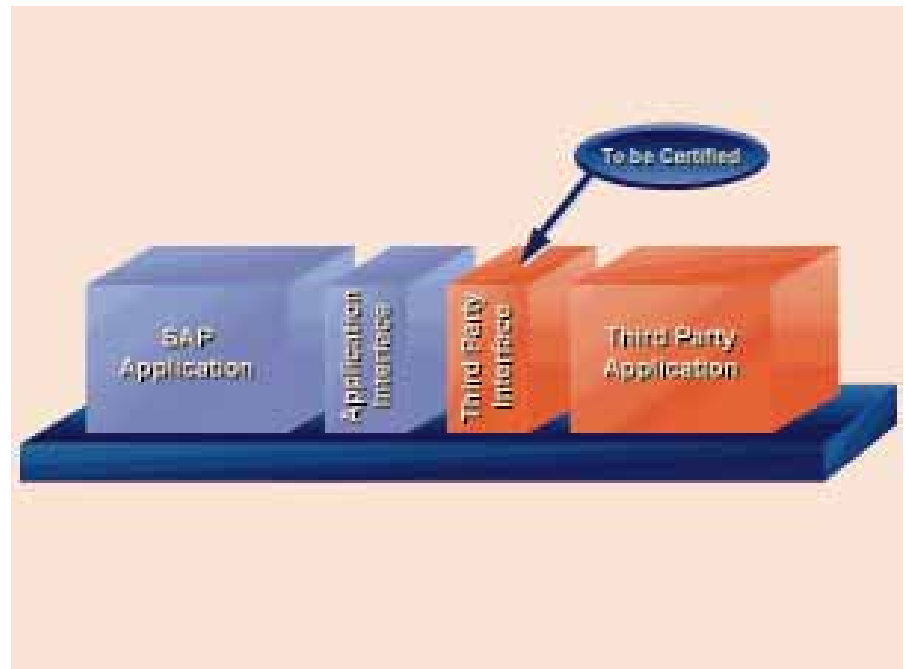 To be Certified
SAP
Application
Application
Interface
Third Party
Interface
Third Party
Application